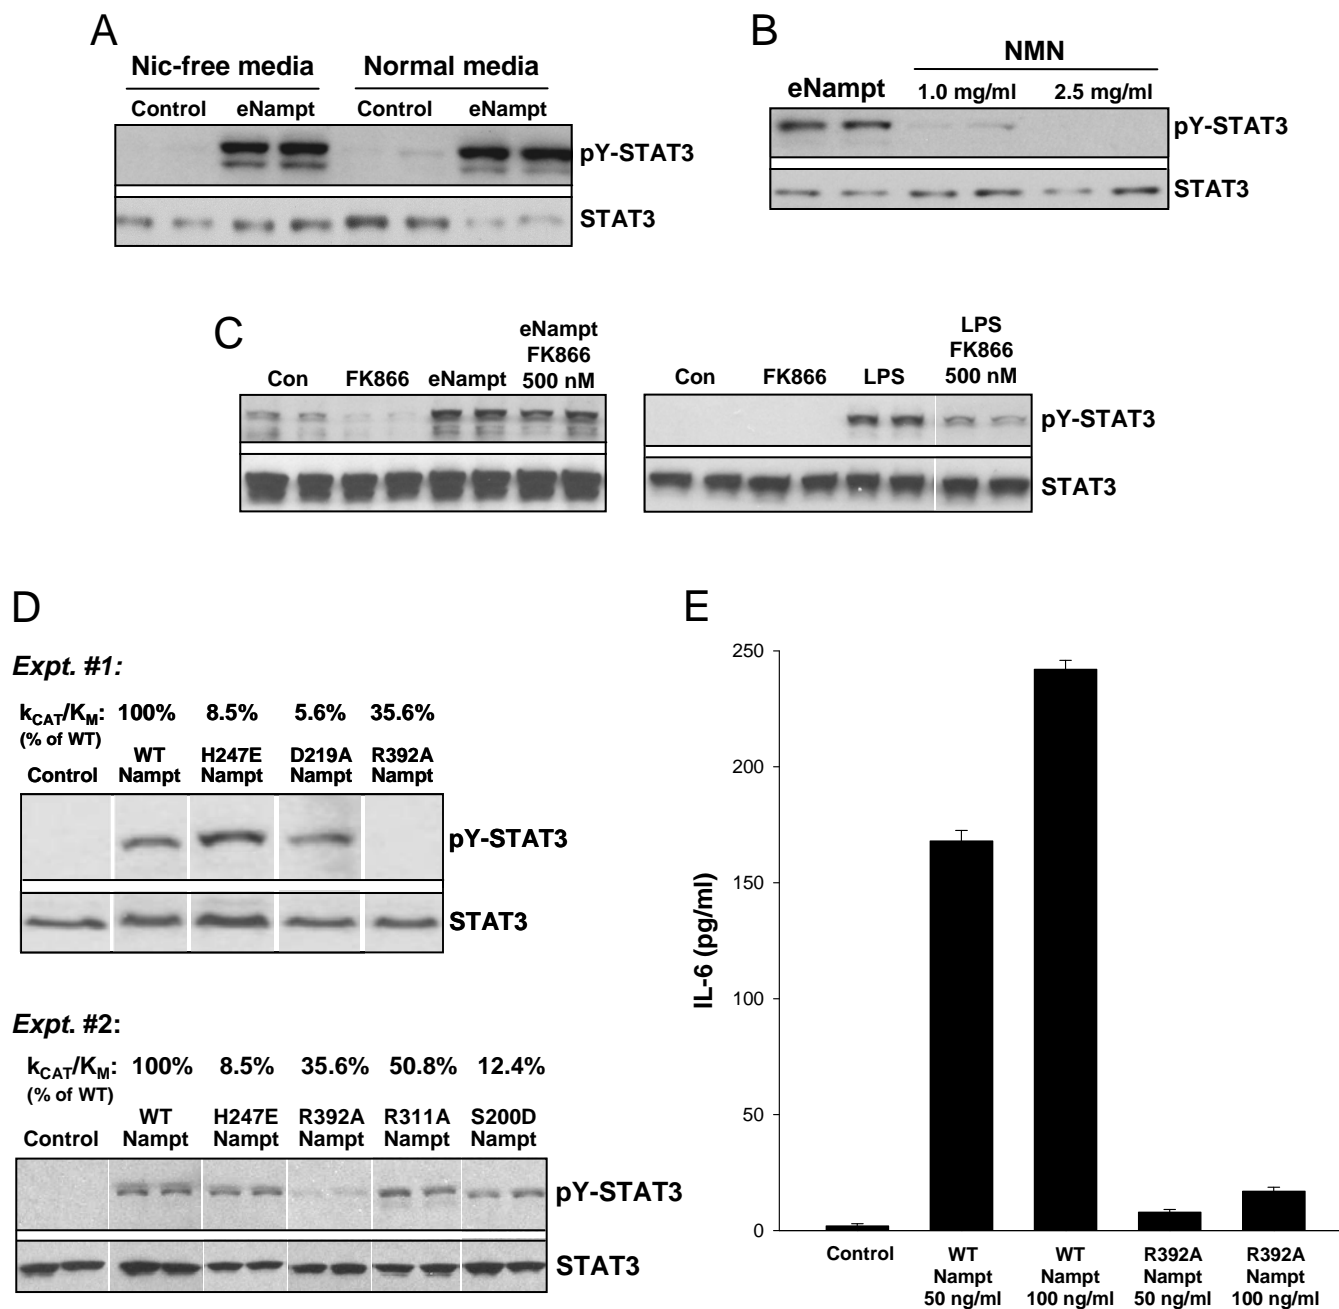 A
Nic-free media Normal media
Control eNampt Control eNampt
pY-STAT3
STAT3
B
NMN
eNampt 1.0 mg/ml 2.5 mg/ml
pY-STAT3
STAT3
C
Con FK866 eNampt eNampt
FK866
500 nM
Con FK866 LPS LPS
FK866
500 nM
pY-STAT3
STAT3
D
Expt. #1:
kCAT/KM: 100% 8.5% 5.6% 35.6%
(% of WT)
WT H247E D219A R392A
Control Nampt Nampt Nampt Nampt
pY-STAT3
STAT3
Expt. #2:
kCAT/KM: 100% 8.5% 35.6% 50.8% 12.4%
(% of WT)
WT H247E R392A R311A S200D
Control Nampt Nampt Nampt Nampt Nampt
pY-STAT3
STAT3
E
IL-6 (pg/ml)
250
200
150
100
50
0
Control WT WT R392A R392A
Nampt Nampt Nampt Nampt
50 ng/ml 100 ng/ml 50 ng/ml 100 ng/ml